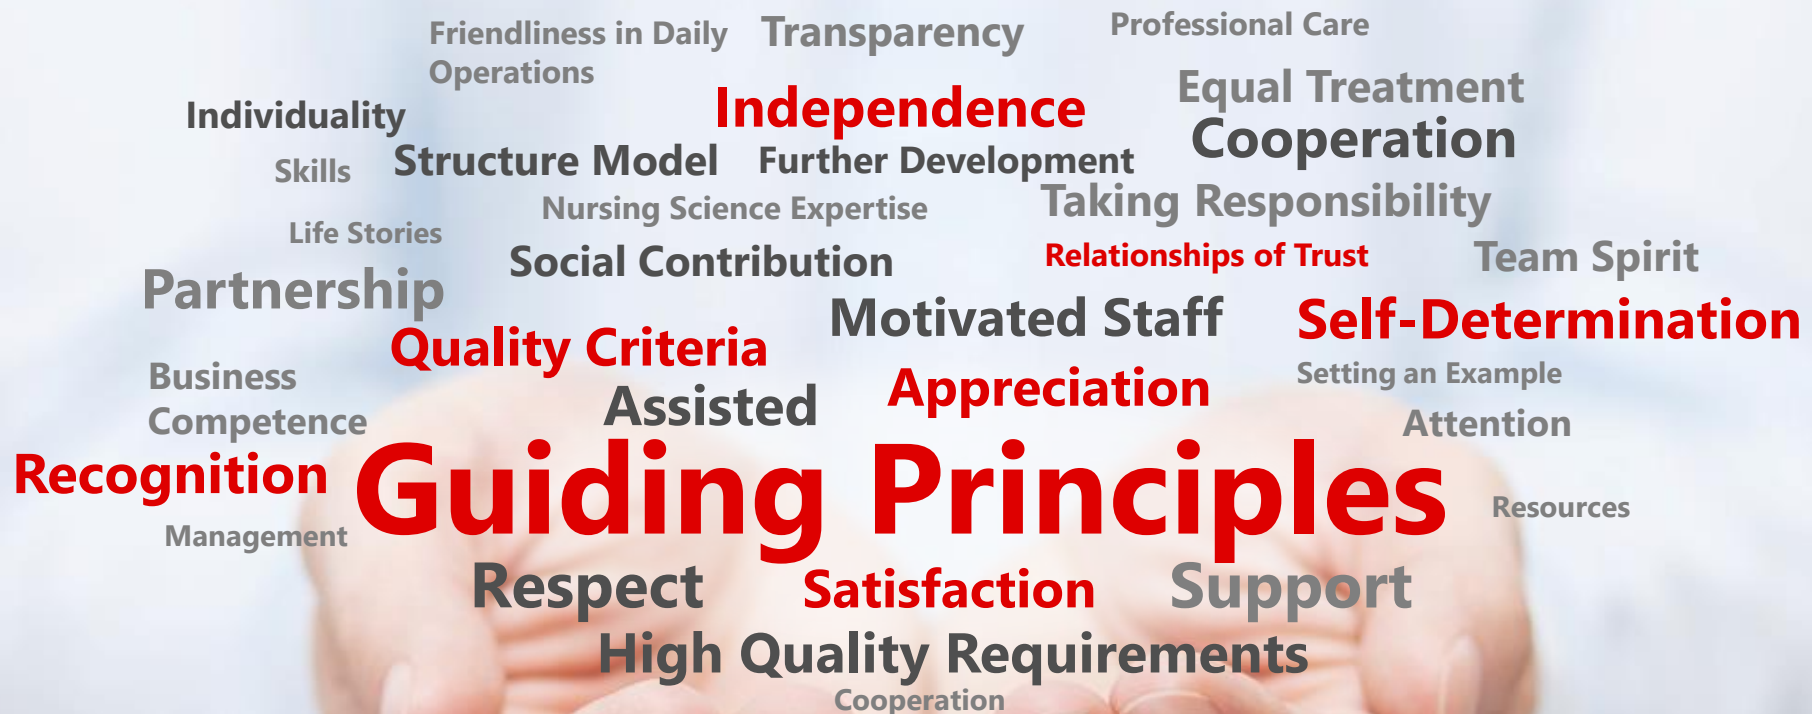 Friendliness in Daily
Operations
Transparency
Professional Care
Individuality
Independence
Equal Treatment
Cooperation
Skills
Structure Model
Further Development
Nursing Science Expertise
Taking Responsibility
Life Stories
Social Contribution
Relationships of Trust
Team Spirit
Partnership
Motivated Staff
Self-Determination
Quality Criteria
Business
Competence
Assisted
Appreciation
Setting an Example
Attention
Recognition
Guiding Principles
Resources
Management
Respect
Satisfaction
Support
High Quality Requirements
Cooperation